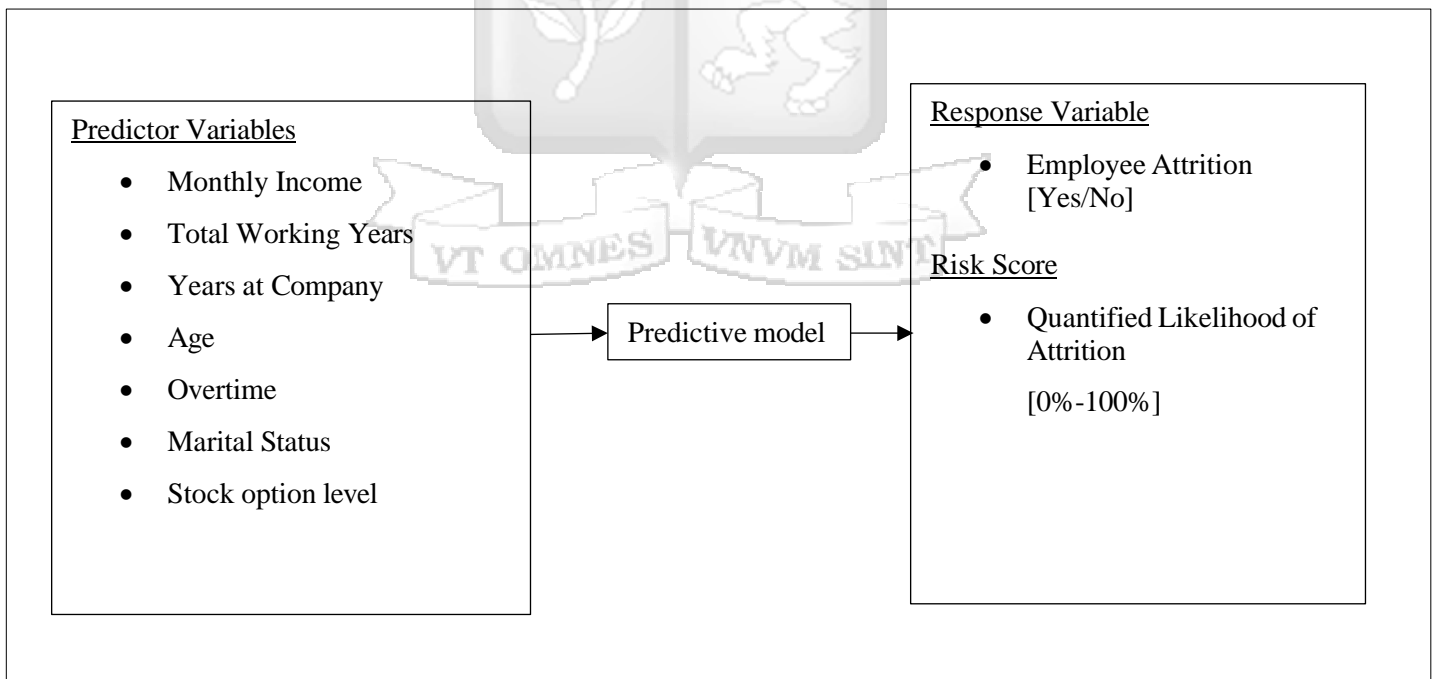 Predictor Variables
• Monthly Income
• Total Working Years
• Years at Company
• Age
• Overtime
• Marital Status
• Stock option level
Predictive model
Response Variable
• Employee Attrition
[Yes/No]
Risk Score
• Quantified Likelihood of
Attrition
[0%-100%]
VT OMNES VNVM SINT